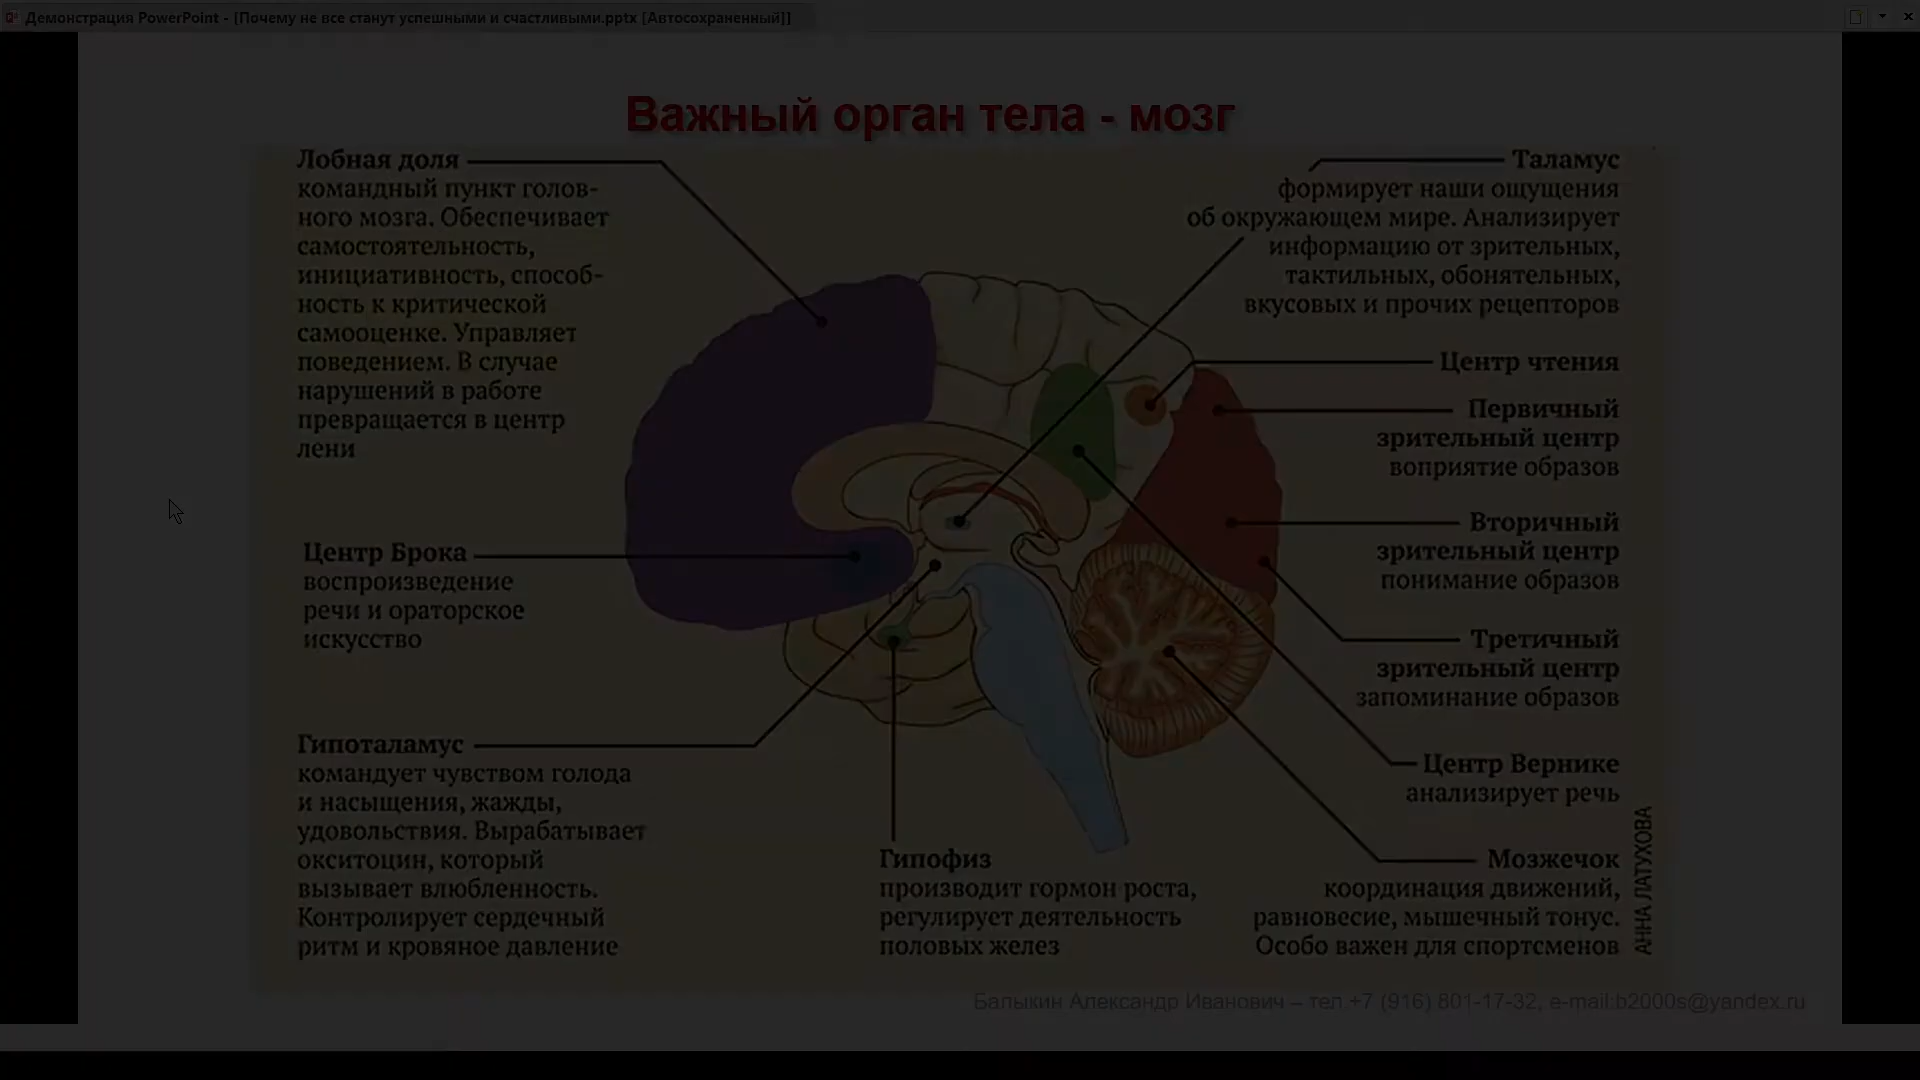 Демонстрация PowerPoint - [Почему не все станут успешными и счастливыми.pptx [Автосохраненный]]
Важный орган тела - мозг
Лобная доля
командный пункт голов-
ного мозга. Обеспечивает
самостоятельность,
инициативность, способ-
ность к критической
самооценке. Управляет
поведением. В случае
нарушений в работе
превращается в центр
лени
Центр Брока
воспроизведение
речи и ораторское
искусство
Гипоталамус
командует чувством голода
и насыщения, жажды,
удовольствия. Вырабатывает
окситоцин, который
вызывает влюбленность.
Контролирует сердечный
ритм и кровяное давление
Гипофиз
производит гормон роста,
регулирует деятельность
половых желез
Таламус
формирует наши ощущения
об окружающем мире. Анализирует
информацию от зрительных,
тактильных, обонятельных,
вкусовых и прочих рецепторов
Центр чтения
Первичный
зрительный центр
воприятие образов
Вторичный
зрительный центр
понимание образов
Третичный
зрительный центр
запоминание образов
Центр Вернике
анализирует речь
Мозжечок
координация движений,
равновесие, мышечный тонус.
Особо важен для спортсменов
АННА ЛАТУХОВА
Балыкин Александр Иванович – тел.+7 (916) 801-17-32, e-mail:b2000s@yandex.ru